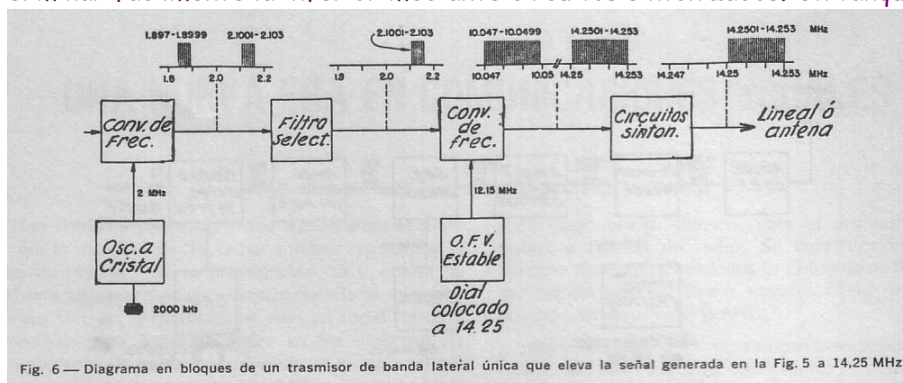 1.897-1.8999 2.1001-2.103 2.1001-2.103 10.047-10.0499 14.2501-14.253 14.2501-14.253 MHz
1.8 2.0 2.2 1.8 2.0 2.2 10.047 10.05 14.25 14.253 14.247 14.25 14.253 MHz
Conv. de
Frec.
Filtro
Select.
Conv.
de
frec.
Circuitos
sinton.
Lineal ó
antena
2 MHz
12.15 MHz
Osc. a
Cristal
O.F.V.
Estable
2000 kHz
Dial
colocado
a 14.25
Fig. 6 — Diagrama en bloques de un trasmisor de banda lateral única que eleva la señal generada en la Fig. 5 a 14,25 MHz